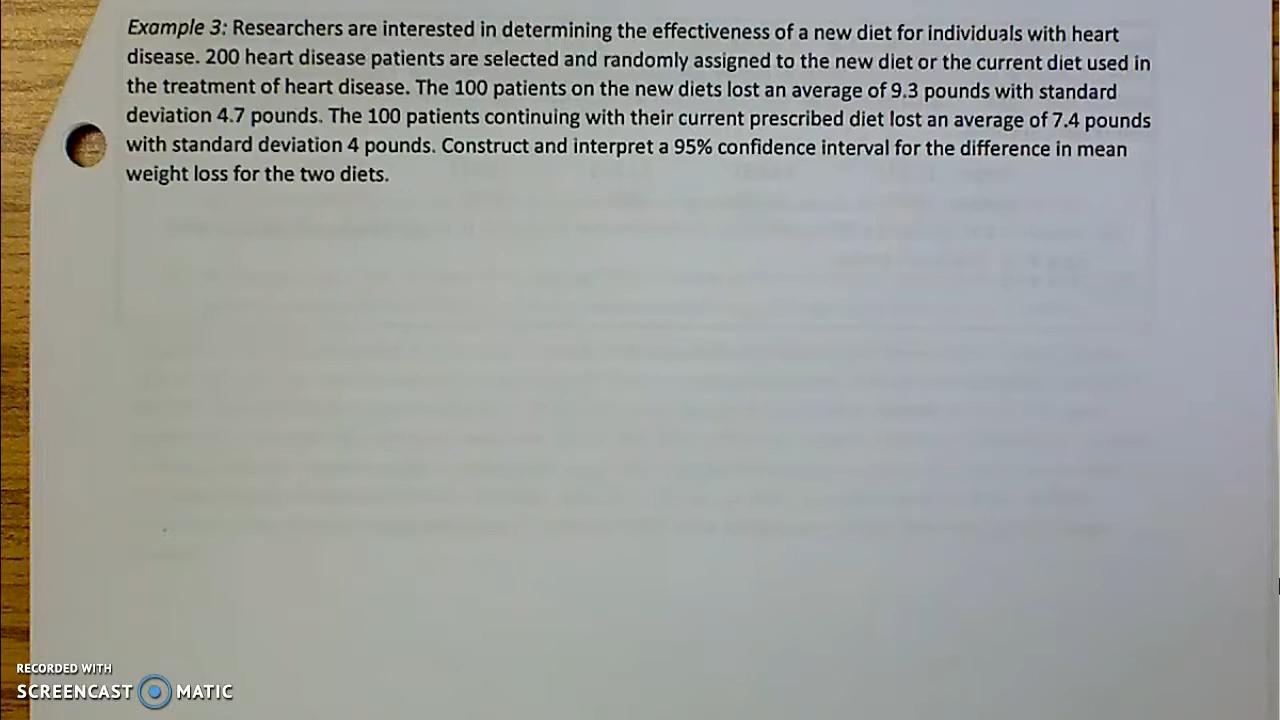 Example 3: Researchers are interested in determining the effectiveness of a new diet for individuals with heart
disease. 200 heart disease patients are selected and randomly assigned to the new diet or the current diet used in
the treatment of heart disease. The 100 patients on the new diets lost an average of 9.3 pounds with standard
deviation 4.7 pounds. The 100 patients continuing with their current prescribed diet lost an average of 7.4 pounds
with standard deviation 4 pounds. Construct and interpret a 95% confidence interval for the difference in mean
weight loss for the two diets.
RECORDED WITH
SCREENCAST MATIC